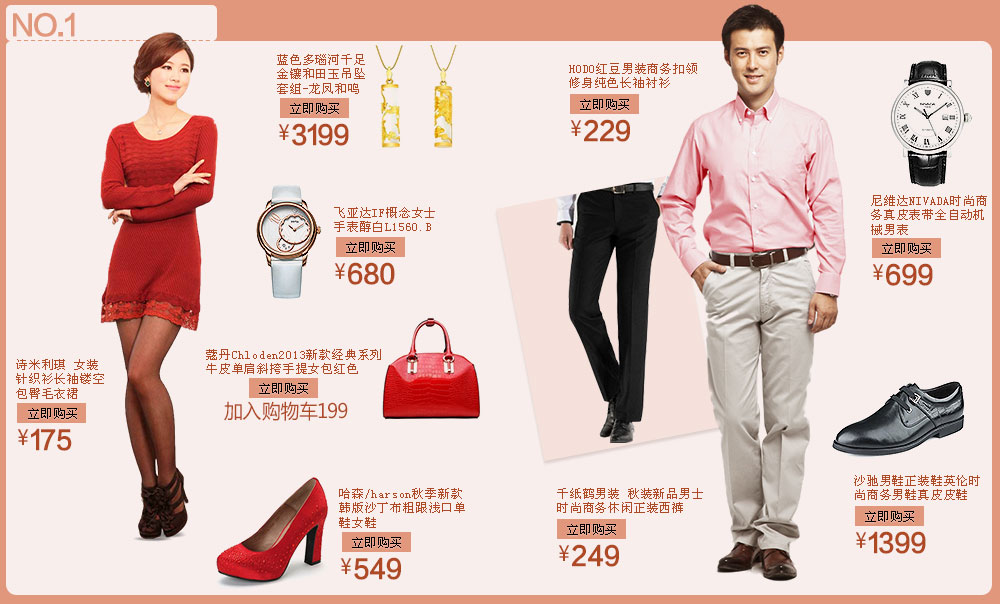 NO.1
蓝色多瑙河千足
金镶和田玉吊坠
套组-龙凤和鸣
立即购买
¥3199
飞亚达IF概念女士
手表醇白L1560.B
立即购买
¥680
诗米利琪 女装
针织衫长袖镂空
包臀毛衣裙
立即购买
¥175
蔻丹Chloden2013新款经典系列
牛皮单肩斜挎手提女包红色
立即购买
加入购物车199
哈森/harson秋季新款
韩版沙丁布粗跟浅口单
鞋女鞋
立即购买
¥549
HODO红豆男装商务扣领
修身纯色长袖衬衫
立即购买
¥229
尼维达NIVADA时尚商
务真皮表带全自动机
械男表
立即购买
¥699
千纸鹤男装 秋装新品男士
时尚商务休闲正装西裤
立即购买
¥249
沙驰男鞋正装鞋英伦时
尚商务男鞋真皮皮鞋
立即购买
¥1399